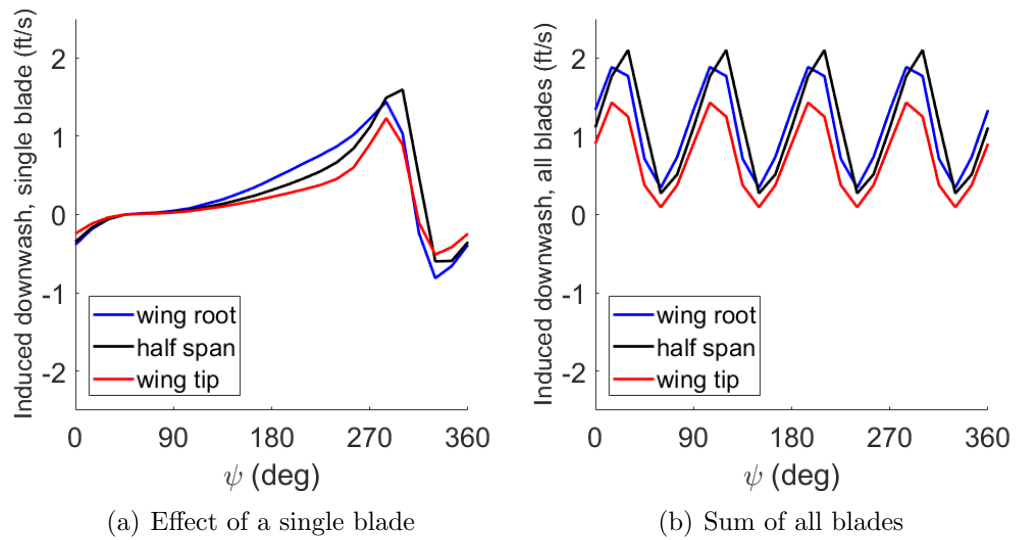 Induced downwash, single blade (ft/s)
2
1
0
-1
-2
wing root
half span
wing tip
0 90 180 270 360
ψ (deg)
(a) Effect of a single blade
Induced downwash, all blades (ft/s)
2
1
0
-1
-2
wing root
half span
wing tip
0 90 180 270 360
ψ (deg)
(b) Sum of all blades